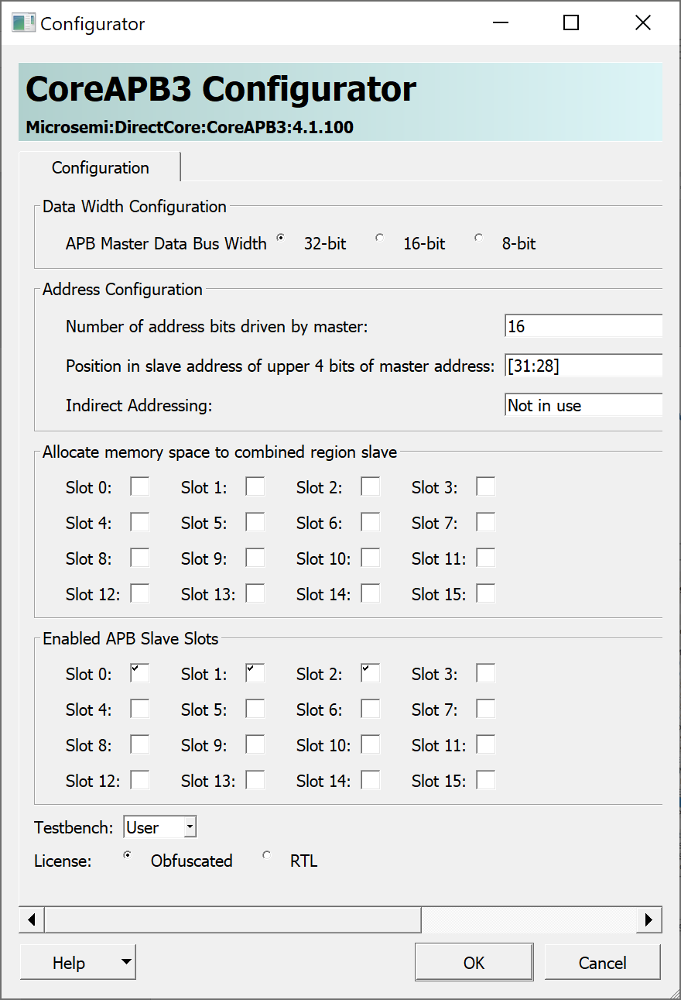 Configurator
CoreAPB3 Configurator
Microsemi:DirectCore:CoreAPB3:4.1.100
Configuration
Data Width Configuration
APB Master Data Bus Width 32-bit 16-bit 8-bit
Address Configuration
Number of address bits driven by master: 16
Position in slave address of upper 4 bits of master address: [31:28]
Indirect Addressing: Not in use
Allocate memory space to combined region slave
Slot 0: Slot 1: Slot 2: Slot 3:
Slot 4: Slot 5: Slot 6: Slot 7:
Slot 8: Slot 9: Slot 10: Slot 11:
Slot 12: Slot 13: Slot 14: Slot 15:
Enabled APB Slave Slots
Slot 0: Slot 1: Slot 2: Slot 3:
Slot 4: Slot 5: Slot 6: Slot 7:
Slot 8: Slot 9: Slot 10: Slot 11:
Slot 12: Slot 13: Slot 14: Slot 15:
Testbench: User
License: Obfuscated RTL
Help OK Cancel